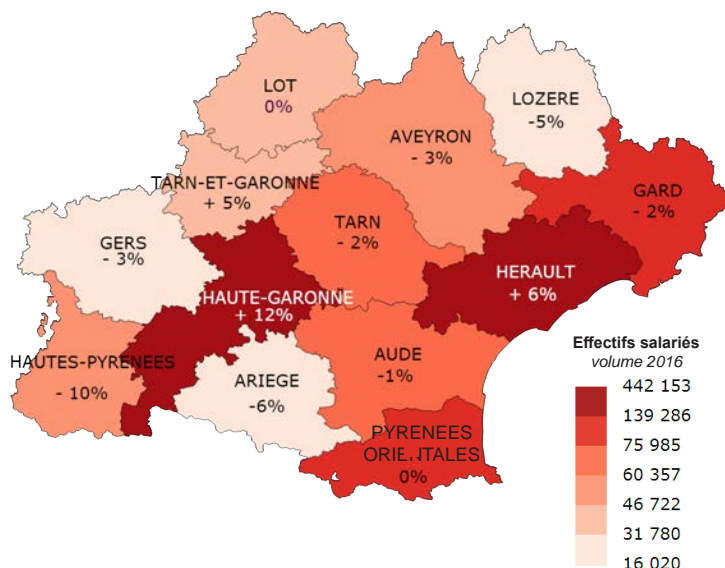 LOT
0%
LOZERE
-5%
AVEYRON
- 3%
TARN-ET-GARONNE
+ 5%
GARD
- 2%
TARN
- 2%
GERS
- 3%
HERAULT
+ 6%
HAUTE-GARONNE
+ 12%
HAUTES-PYRENEES
- 10%
ARIEGE
-6%
AUDE
-1%
PYRENEES
ORIENTALES
0%
Effectifs salariés
volume 2016
442 153
139 286
75 985
60 357
46 722
31 780
16 020